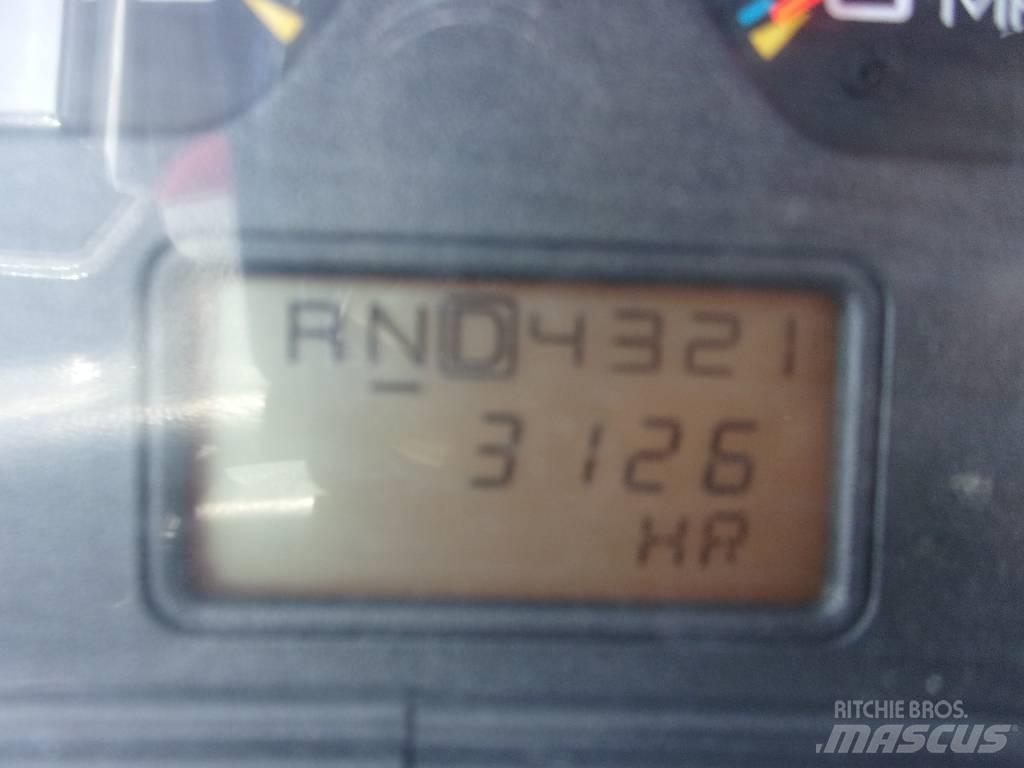 RND4321
3126
HR
RITCHIE BROS.
MASCUS